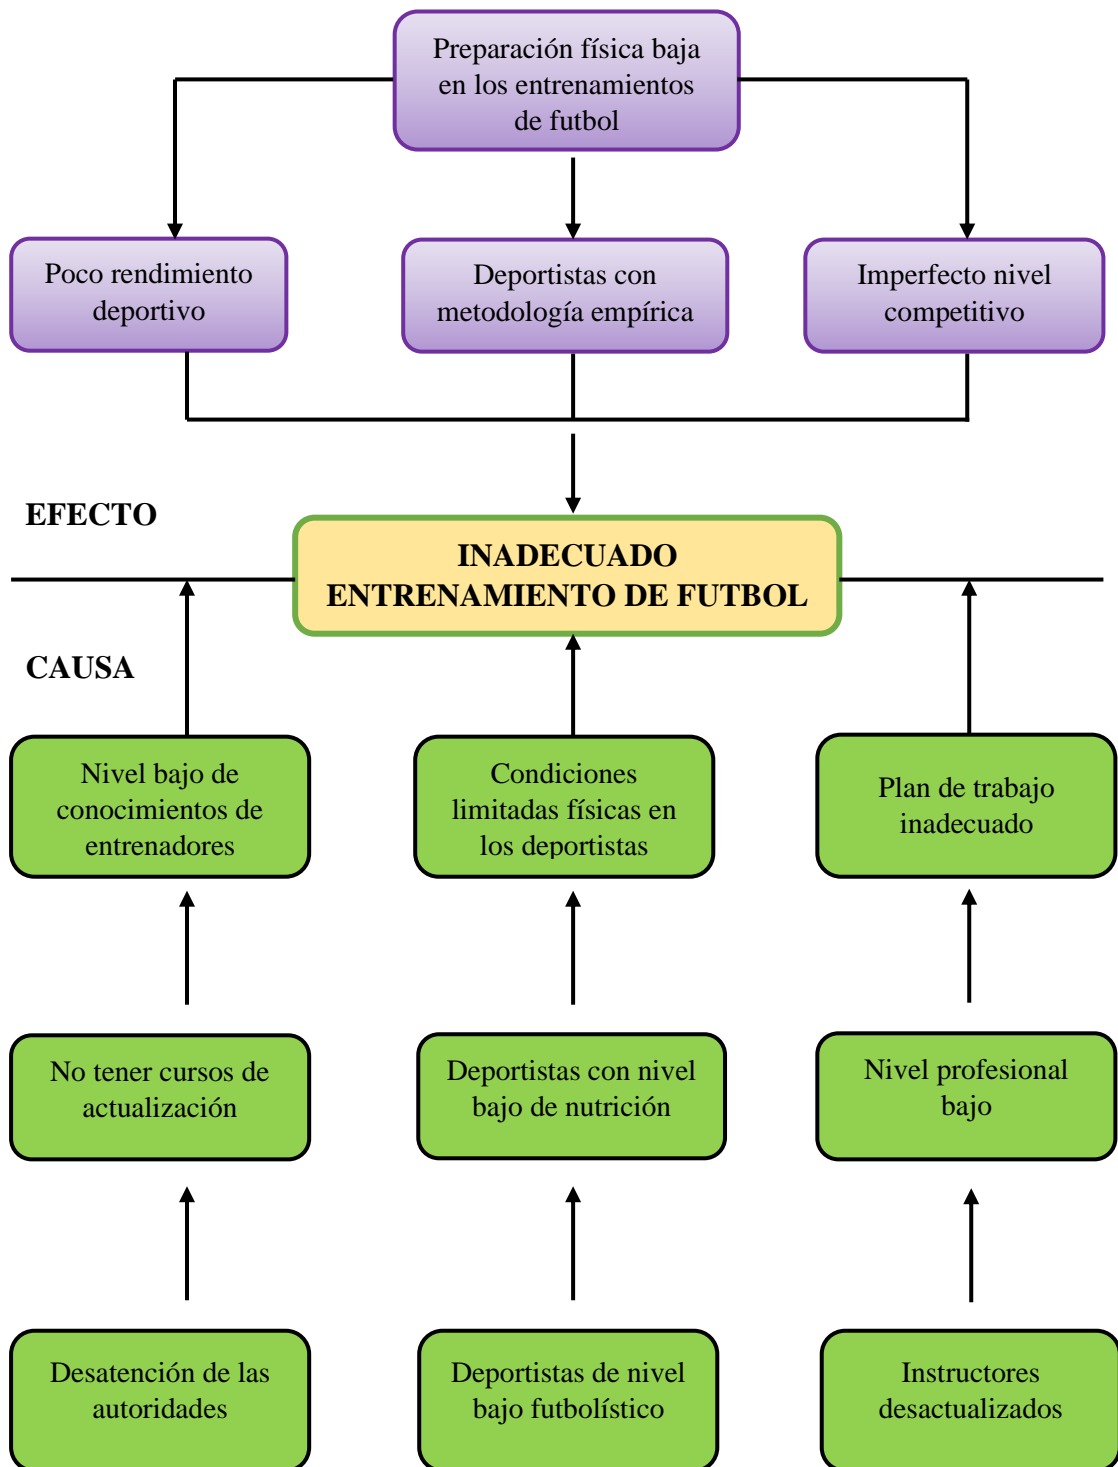 Preparación física baja
en los entrenamientos
de futbol
Poco rendimiento
deportivo
Deportistas con
metodología empírica
Imperfecto nivel
competitivo
EFECTO
INADECUADO
ENTRENAMIENTO DE FUTBOL
CAUSA
Nivel bajo de
conocimientos de
entrenadores
Condiciones
limitadas físicas en
los deportistas
Plan de trabajo
inadecuado
No tener cursos de
actualización
Deportistas con nivel
bajo de nutrición
Nivel profesional
bajo
Desatención de las
autoridades
Deportistas de nivel
bajo futbolístico
Instructores
desactualizados